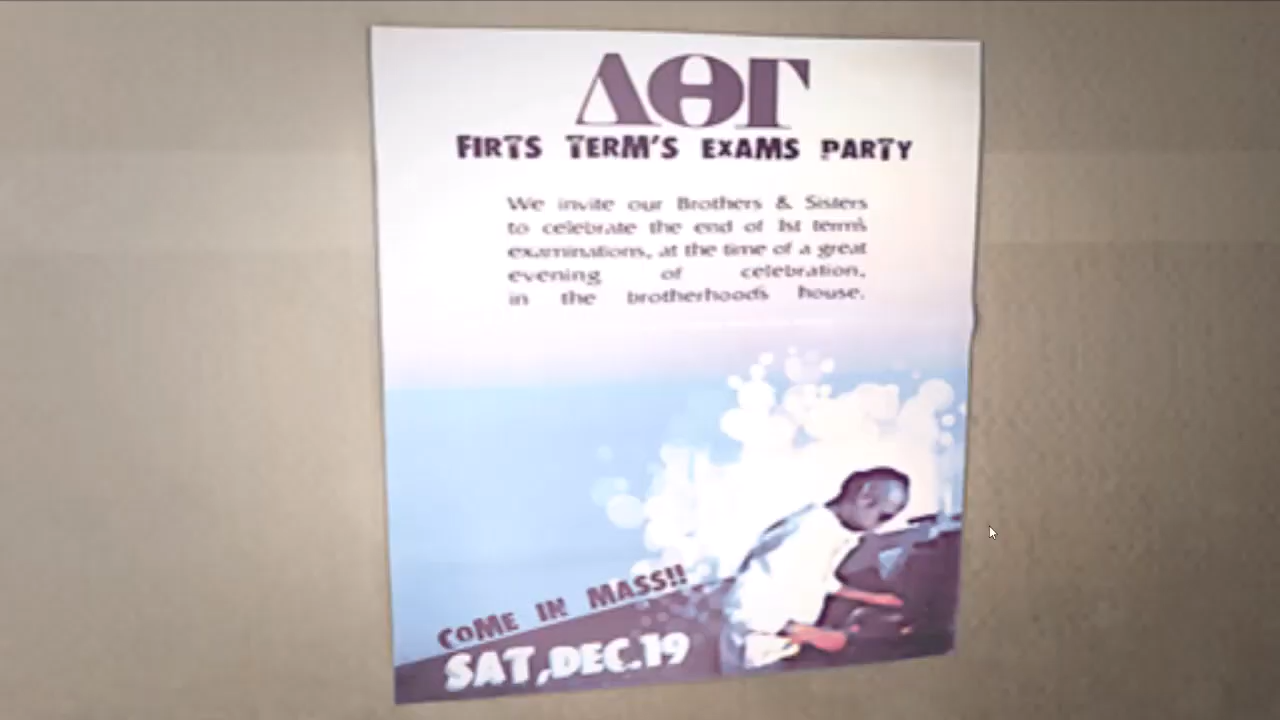 ΔΘΓ
FIRTS TERM'S EXAMS PARTY
We invite our Brothers & Sisters
to celebrate the end of 1st term's
examinations, at the time of a great
evening of celebration,
in the brotherhood's house.
COME IN MASS!!
SAT,DEC.19